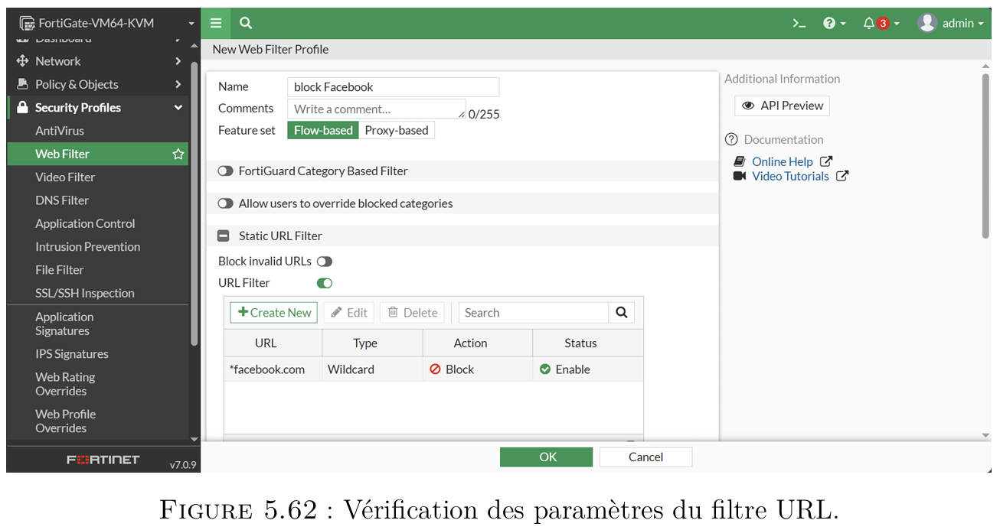 FortiGate-VM64-KVM
3
admin
Dashboard
Network
Policy & Objects
Security Profiles
AntiVirus
Web Filter
Video Filter
DNS Filter
Application Control
Intrusion Prevention
File Filter
SSL/SSH Inspection
Application
Signatures
IPS Signatures
Web Rating
Overrides
Web Profile
Overrides
FORTINET
v7.0.9
New Web Filter Profile
Name block Facebook
Comments Write a comment... 0/255
Feature set Flow-based Proxy-based
FortiGuard Category Based Filter
Allow users to override blocked categories
Static URL Filter
Block invalid URLs
URL Filter
+Create New Edit Delete Search
URL Type Action Status
*facebook.com Wildcard Block Enable
OK Cancel
Additional Information
API Preview
Documentation
Online Help
Video Tutorials
FIGURE 5.62 : Vérification des paramètres du filtre URL.